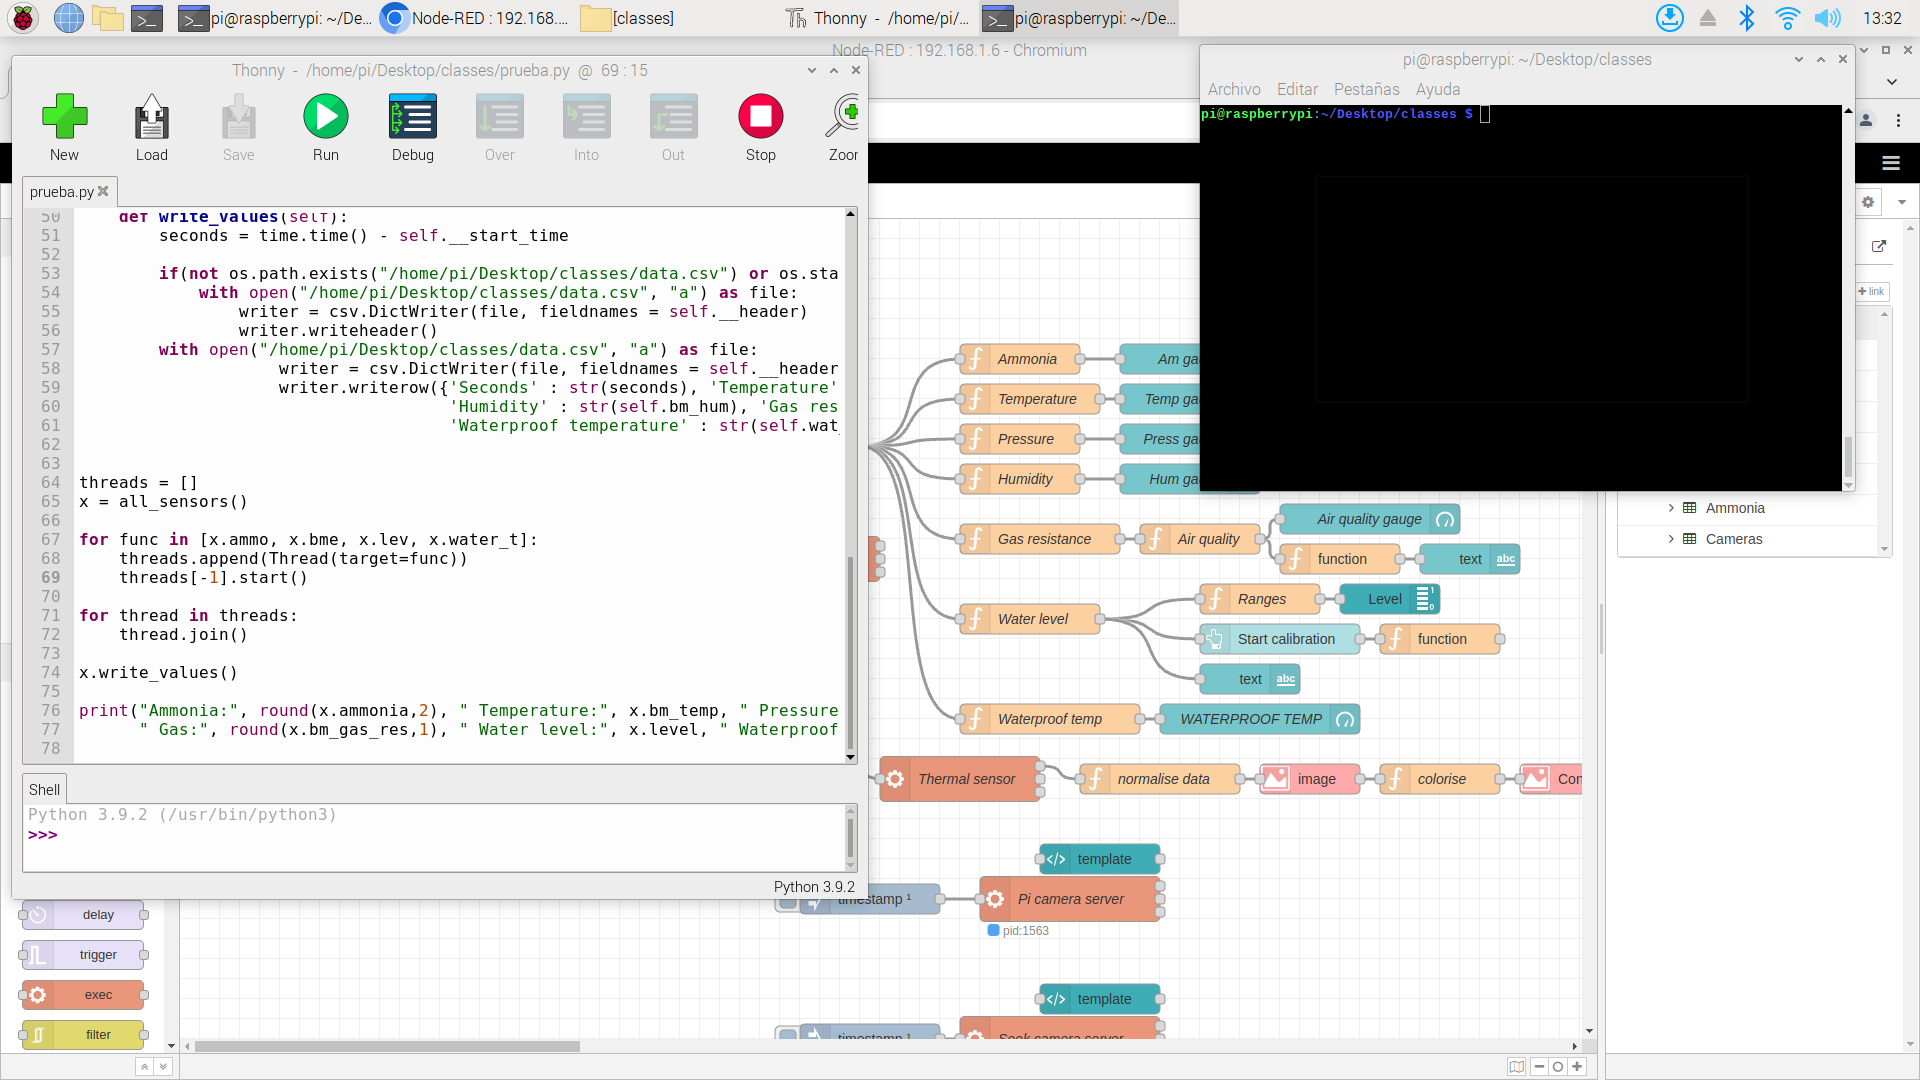 pi@raspberrypi: ~/De...
Node-RED : 192.168....
[classes]
Thonny - /home/pi/...
pi@raspberrypi: ~/De...
13:32
Node-RED : 192.168.1.6 - Chromium
Thonny - /home/pi/Desktop/classes/prueba.py @ 69 : 15
New
Load
Save
Run
Debug
Over
Into
Out
Stop
Zoor
prueba.py
50 def write_values(self):
51 seconds = time.time() - self.__start_time
52
53 if(not os.path.exists("/home/pi/Desktop/classes/data.csv") or os.sta
54 with open("/home/pi/Desktop/classes/data.csv", "a") as file:
55 writer = csv.DictWriter(file, fieldnames = self.__header)
56 writer.writeheader()
57 with open("/home/pi/Desktop/classes/data.csv", "a") as file:
58 writer = csv.DictWriter(file, fieldnames = self.__header
59 writer.writerow({'Seconds' : str(seconds), 'Temperature'
60 'Humidity' : str(self.bm_hum), 'Gas res
61 'Waterproof temperature' : str(self.wat
62
63
64 threads = []
65 x = all_sensors()
66
67 for func in [x.ammo, x.bme, x.lev, x.water_t]:
68 threads.append(Thread(target=func))
69 threads[-1].start()
70
71 for thread in threads:
72 thread.join()
73
74 x.write_values()
75
76 print("Ammonia:", round(x.ammonia,2), " Temperature:", x.bm_temp, " Pressure
77 " Gas:", round(x.bm_gas_res,1), " Water level:", x.level, " Waterproof
78
Shell
Python 3.9.2 (/usr/bin/python3)
>>>
Python 3.9.2
pi@raspberrypi: ~/Desktop/classes
Archivo Editar Pestañas Ayuda
pi@raspberrypi:~/Desktop/classes $
link
Ammonia
Cameras
Ammonia
Am ga
Temperature
Temp ga
Pressure
Press ga
Humidity
Hum ga
Gas resistance
Air quality
Air quality gauge
function
text
abc
Water level
Ranges
Level
1
0
Start calibration
function
text
abc
Waterproof temp
WATERPROOF TEMP
Thermal sensor
normalise data
image
colorise
Con
template
timestamp ¹
Pi camera server
pid:1563
template
timestamp ¹
Seek camera server
delay
trigger
exec
filter